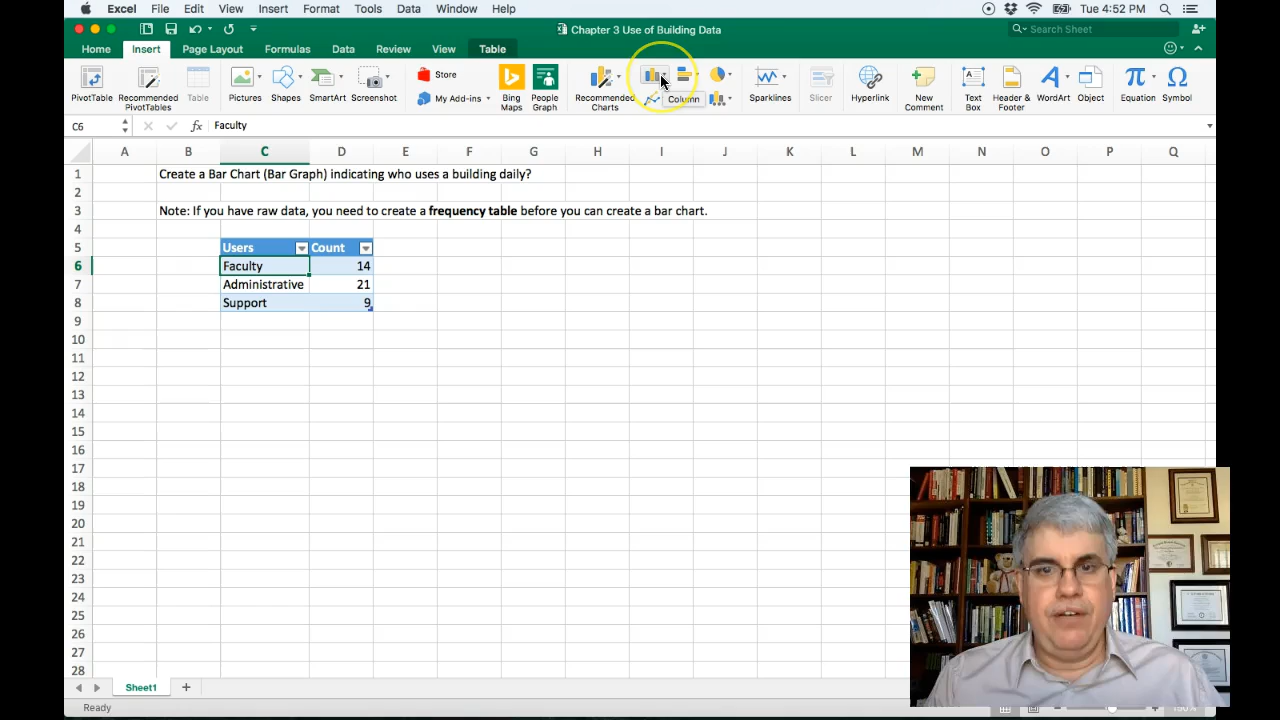 Excel File Edit View Insert Format Tools Data Window Help Tue 4:52 PM
Chapter 3 Use of Building Data Search Sheet
Home Insert Page Layout Formulas Data Review View Table
PivotTable Recommended PivotTables Table Pictures Shapes SmartArt Screenshot Store My Add-ins Bing Maps People Graph Recommended Charts Column Sparklines Slicer Hyperlink New Comment Text Box Header & Footer WordArt Object Equation Symbol
C6 fx Faculty
A B C D E F G H I J K L M N O P Q
1 Create a Bar Chart (Bar Graph) indicating who uses a building daily?
2
3 Note: If you have raw data, you need to create a frequency table before you can create a bar chart.
4
5 Users Count
6 Faculty 14
7 Administrative 21
8 Support 9
9
10
11
12
13
14
15
16
17
18
19
20
21
22
23
24
25
26
27
28
Sheet1
Ready 150%